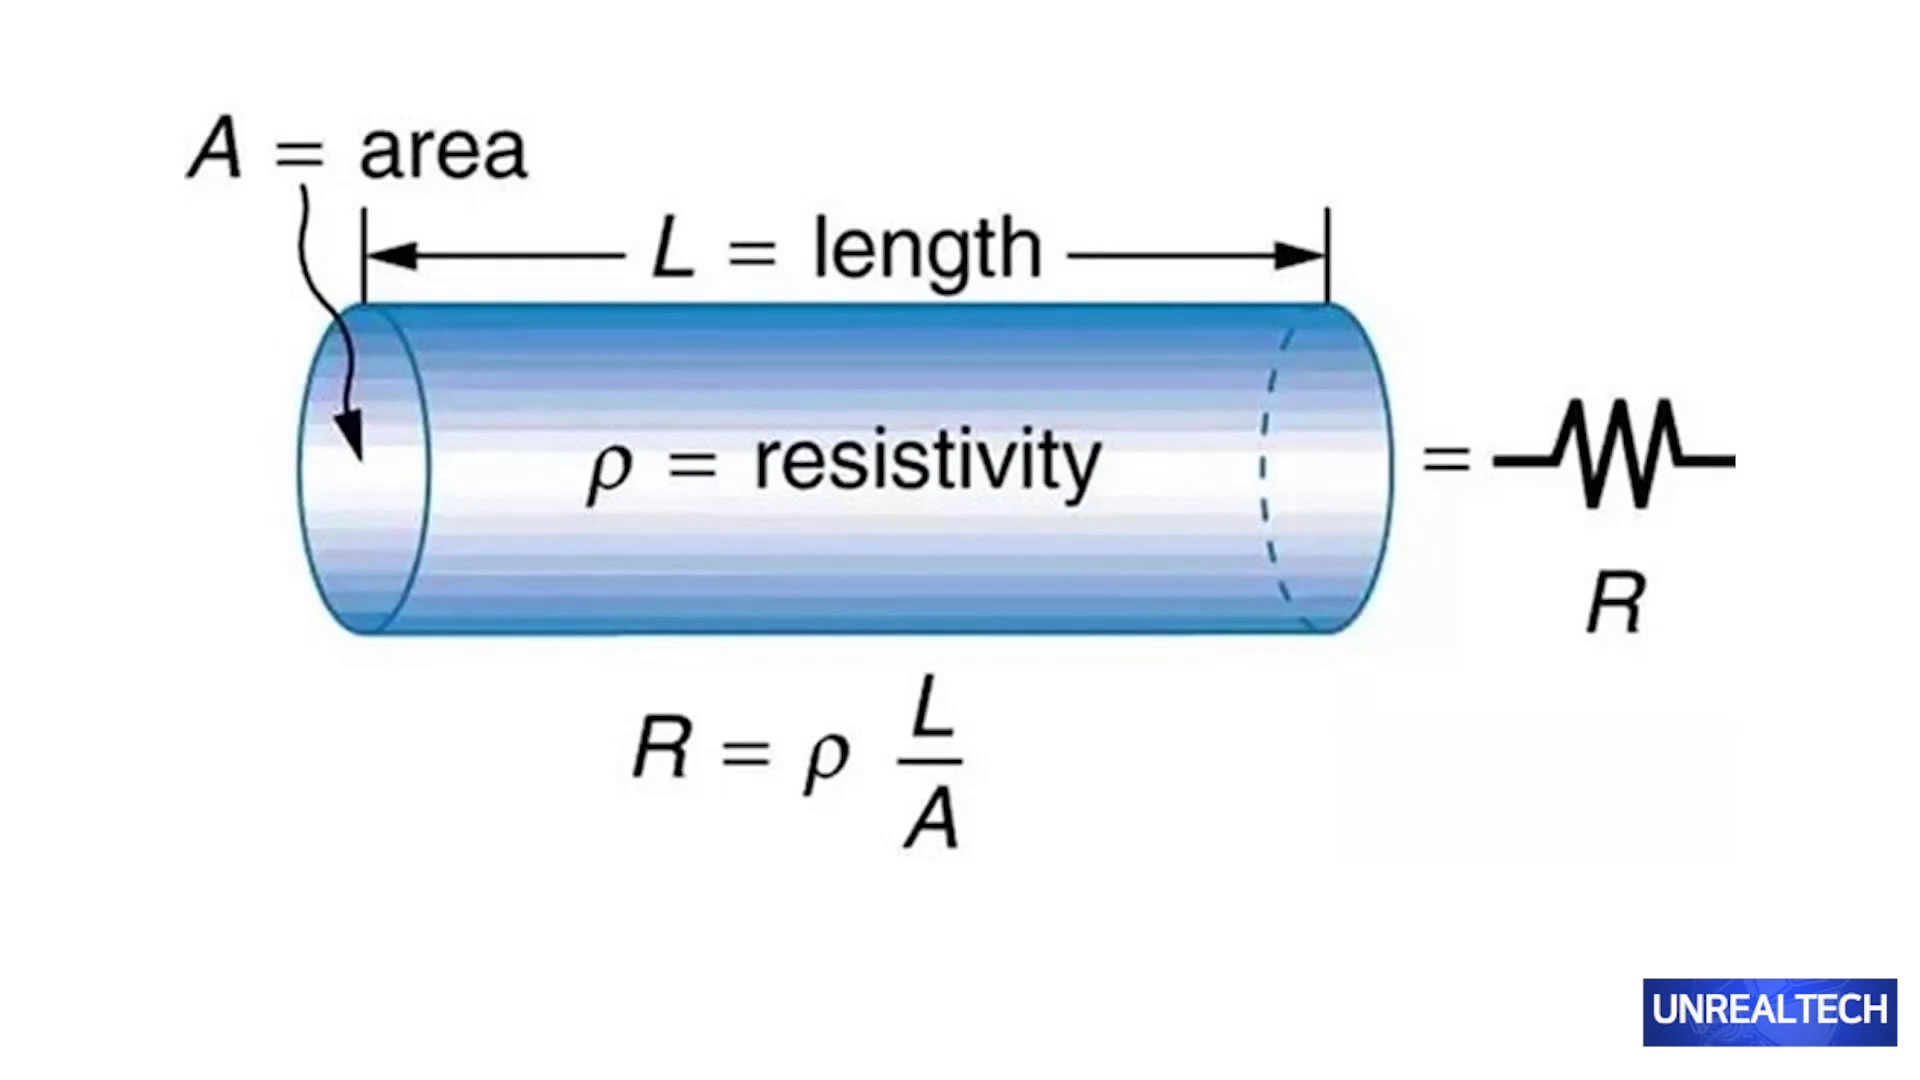 A = area
L = length
ρ = resistivity
=
R
R = ρ L/A
UNREALTECH